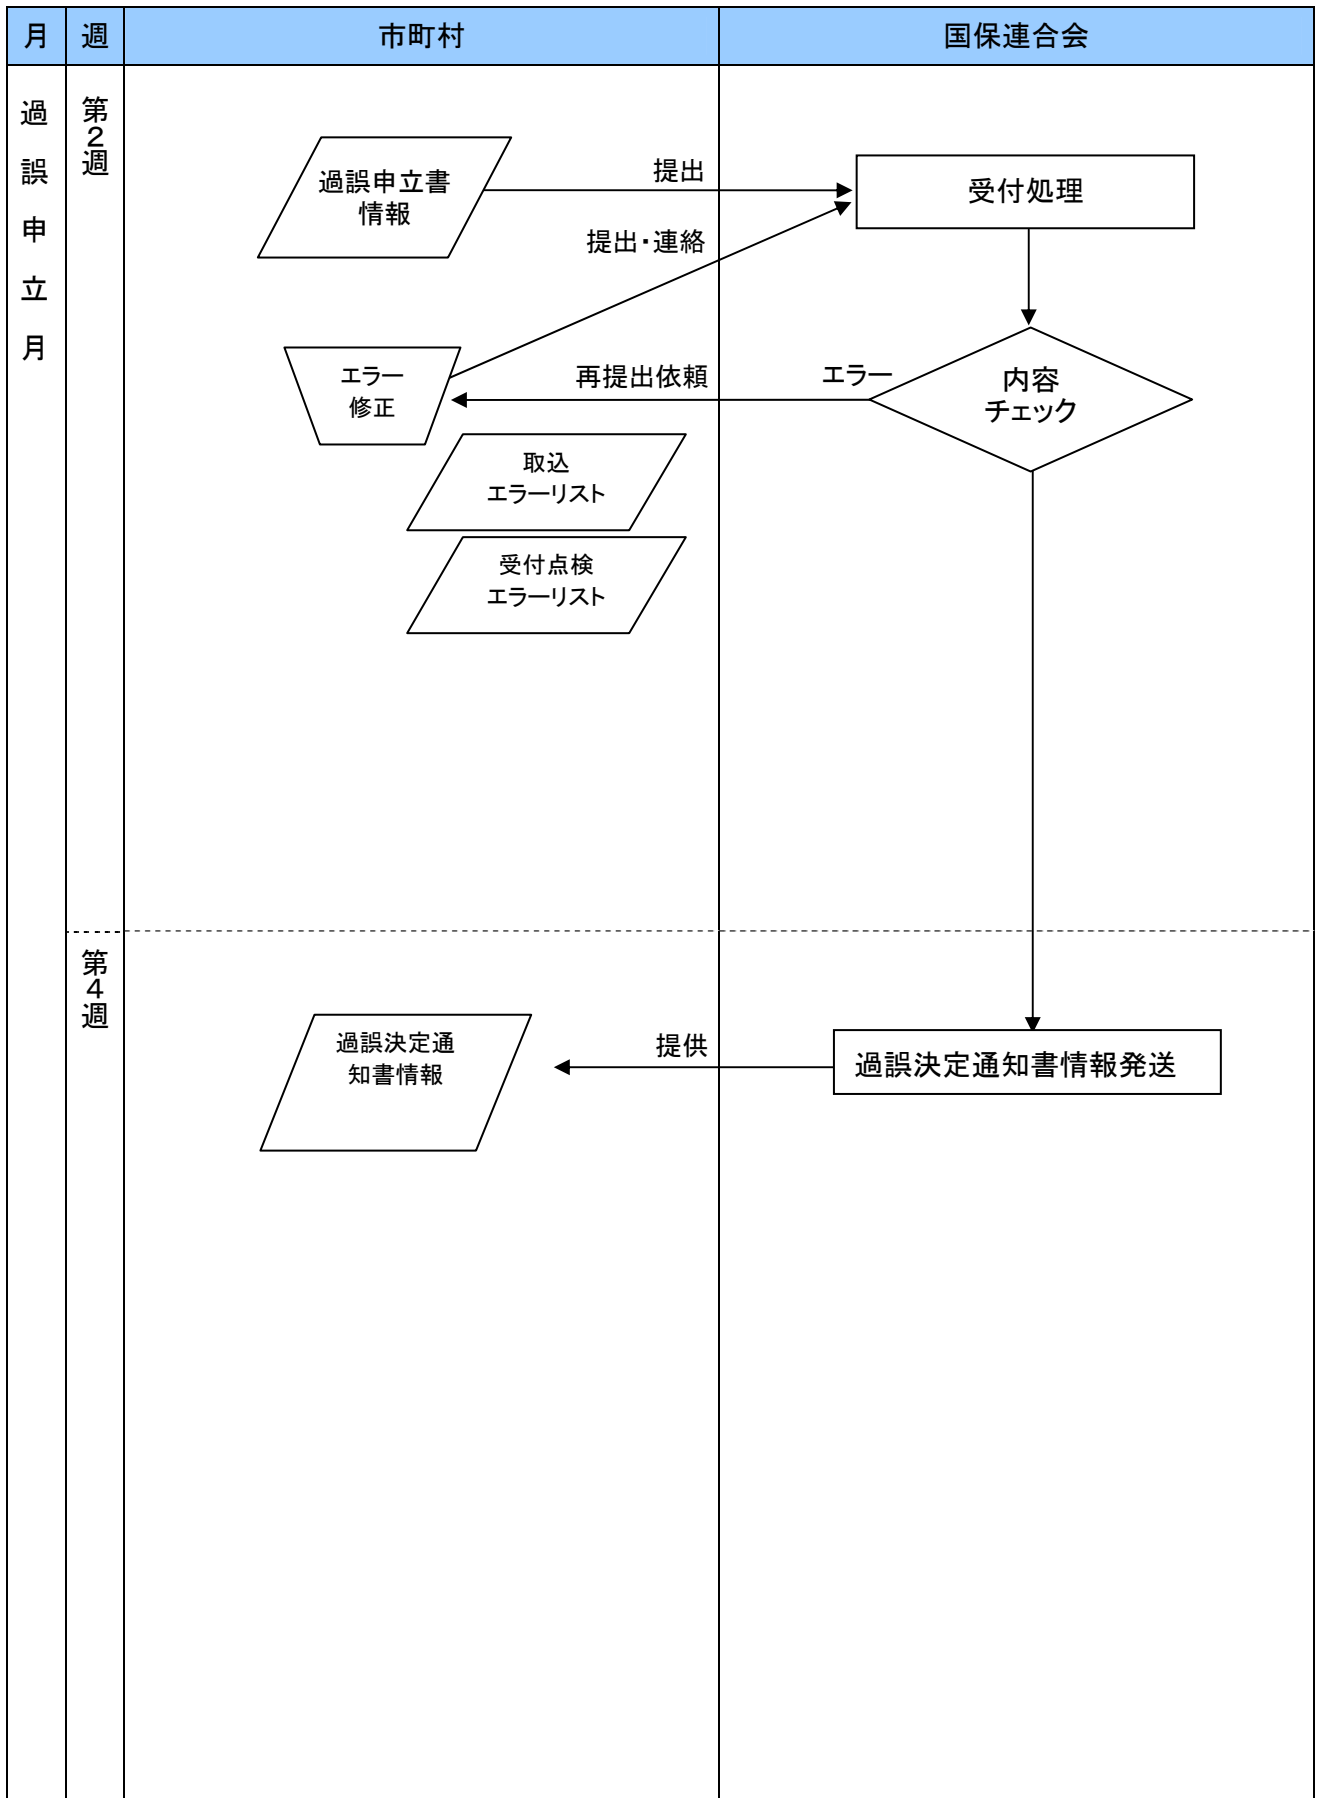 月
週
市町村
国保連合会
過誤申立月
第２週
過誤申立書
情報
提出
受付処理
提出・連絡
エラー
修正
再提出依頼
エラー
内容
チェック
取込
エラーリスト
受付点検
エラーリスト
第４週
過誤決定通
知書情報
提供
過誤決定通知書情報発送